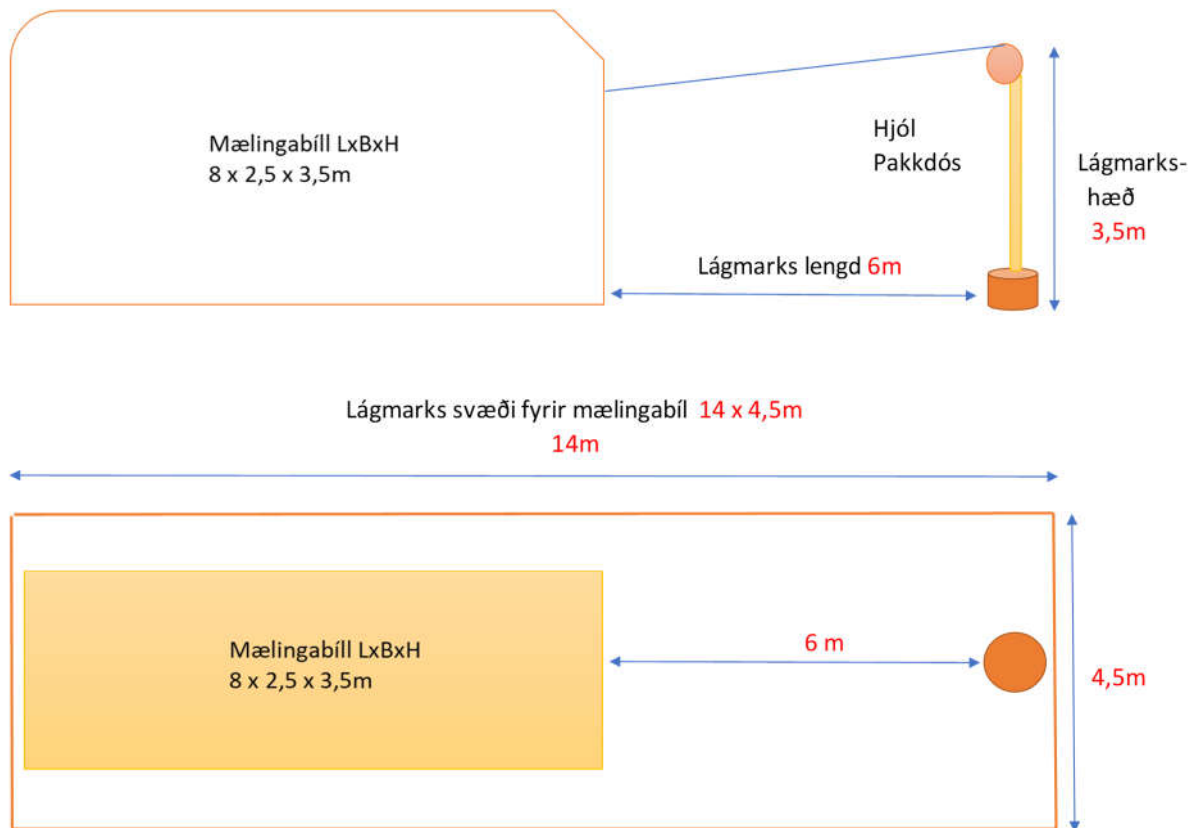 Mælingabíll LxBxH
8 x 2,5 x 3,5m
Hjól
Pakkdós
Lágmarks-
hæð
3,5m
Lágmarks lengd 6m
Lágmarks svæði fyrir mælingabíl 14 x 4,5m
14m
Mælingabíll LxBxH
8 x 2,5 x 3,5m
6 m
4,5m